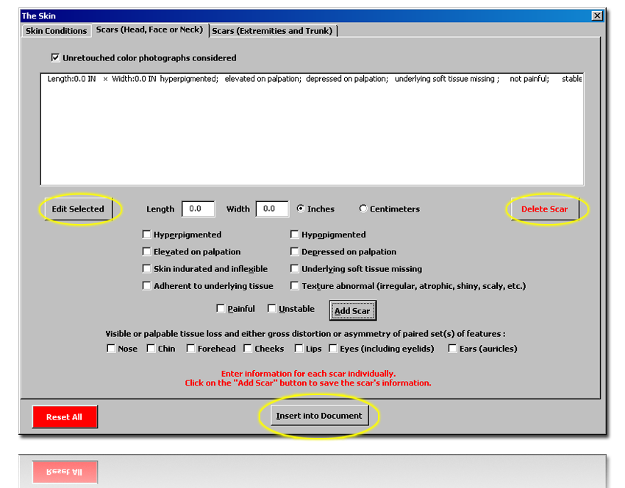 The Skin
Skin Conditions Scars (Head, Face or Neck) Scars (Extremities and Trunk)
Unretouched color photographs considered
Length:0.0 IN × Width:0.0 IN hyperpigmented; elevated on palpation; depressed on palpation; underlying soft tissue missing ; not painful; stable
Edit Selected Length 0.0 Width 0.0 Inches Centimeters Delete Scar
Hyperpigmented Hypopigmented
Elevated on palpation Depressed on palpation
Skin indurated and inflexible Underlying soft tissue missing
Adherent to underlying tissue Texture abnormal (irregular, atrophic, shiny, scaly, etc.)
Painful Unstable Add Scar
Visible or palpable tissue loss and either gross distortion or asymmetry of paired set(s) of features :
Nose Chin Forehead Cheeks Lips Eyes (including eyelids) Ears (auricles)
Enter information for each scar individually.
Click on the "Add Scar" button to save the scar's information.
Reset All Insert into Document
Reset All